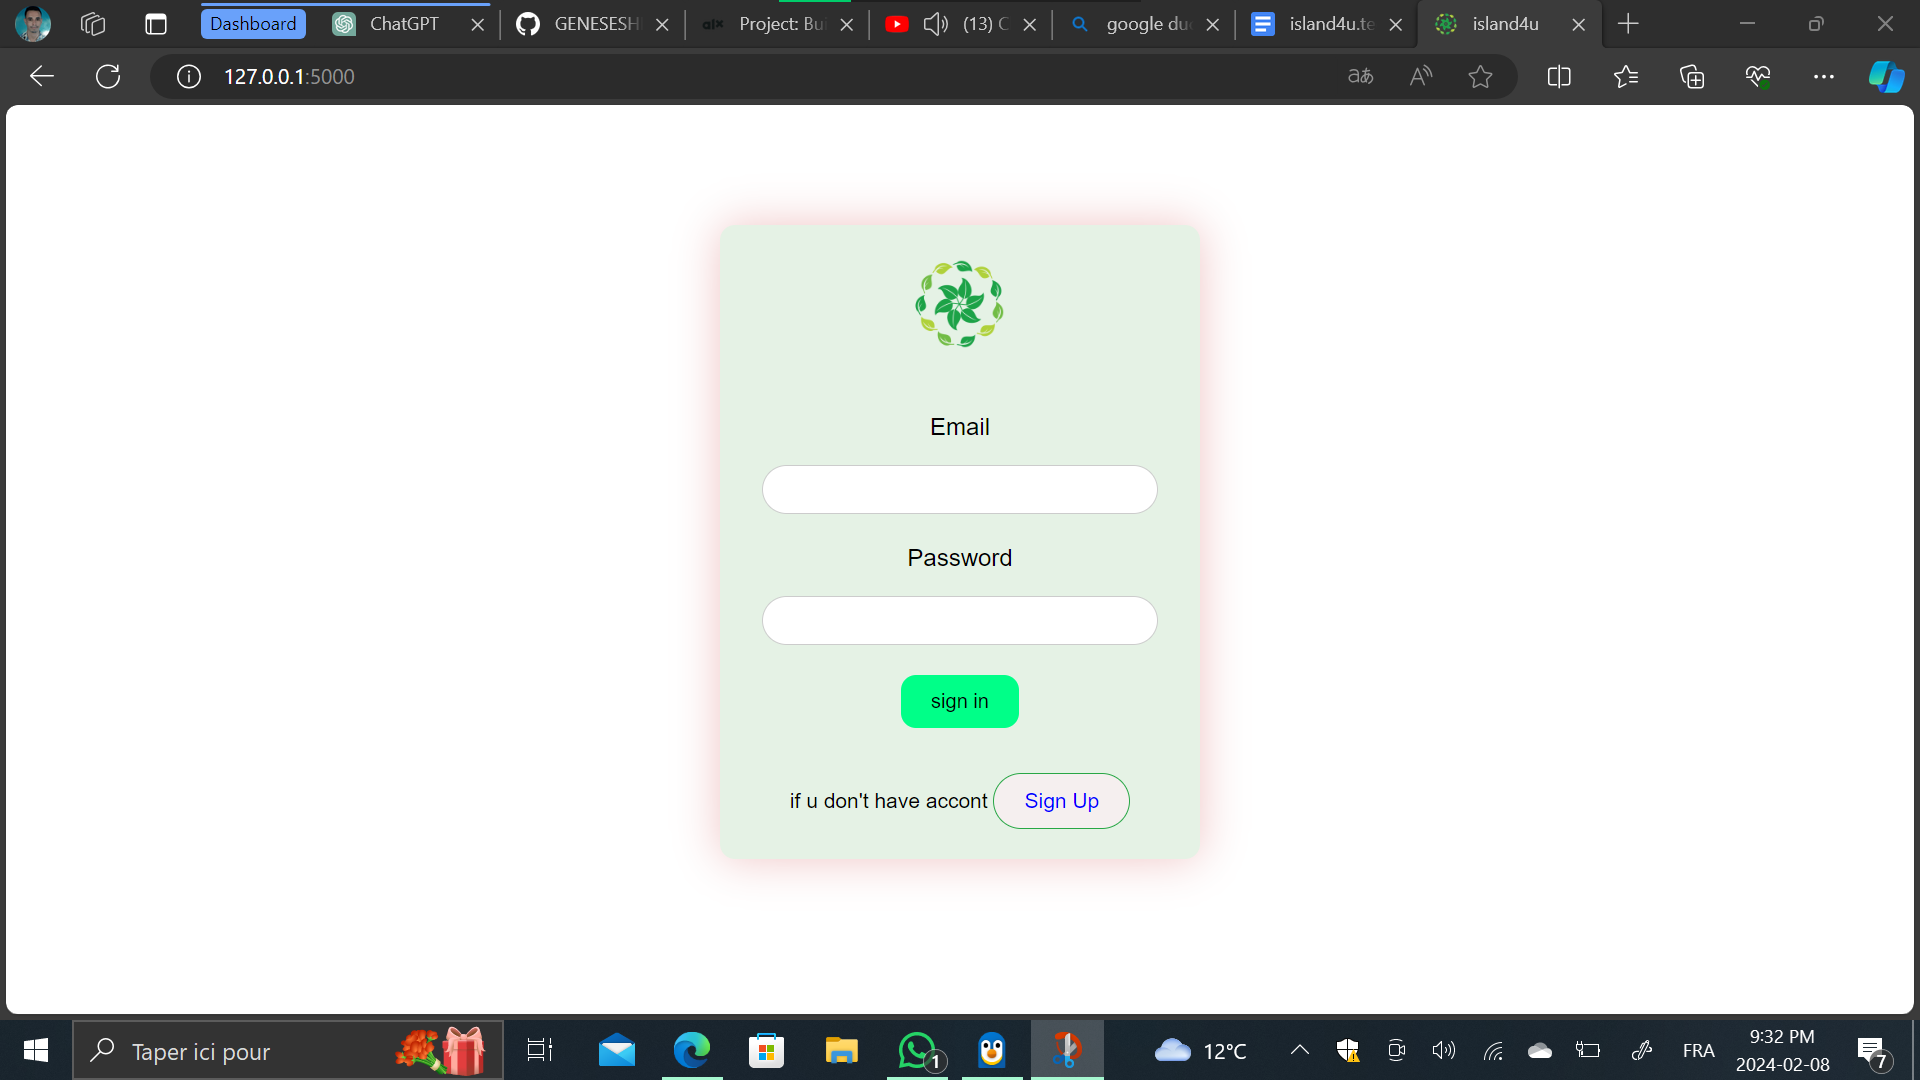 Dashboard ChatGPT GENESESH alx Project: Bui (13) C google du island4u.te island4u
127.0.0.1:5000
Email
Password
sign in
if u don't have accont Sign Up
Taper ici pour 1 12°C FRA 9:32 PM 7
2024-02-08